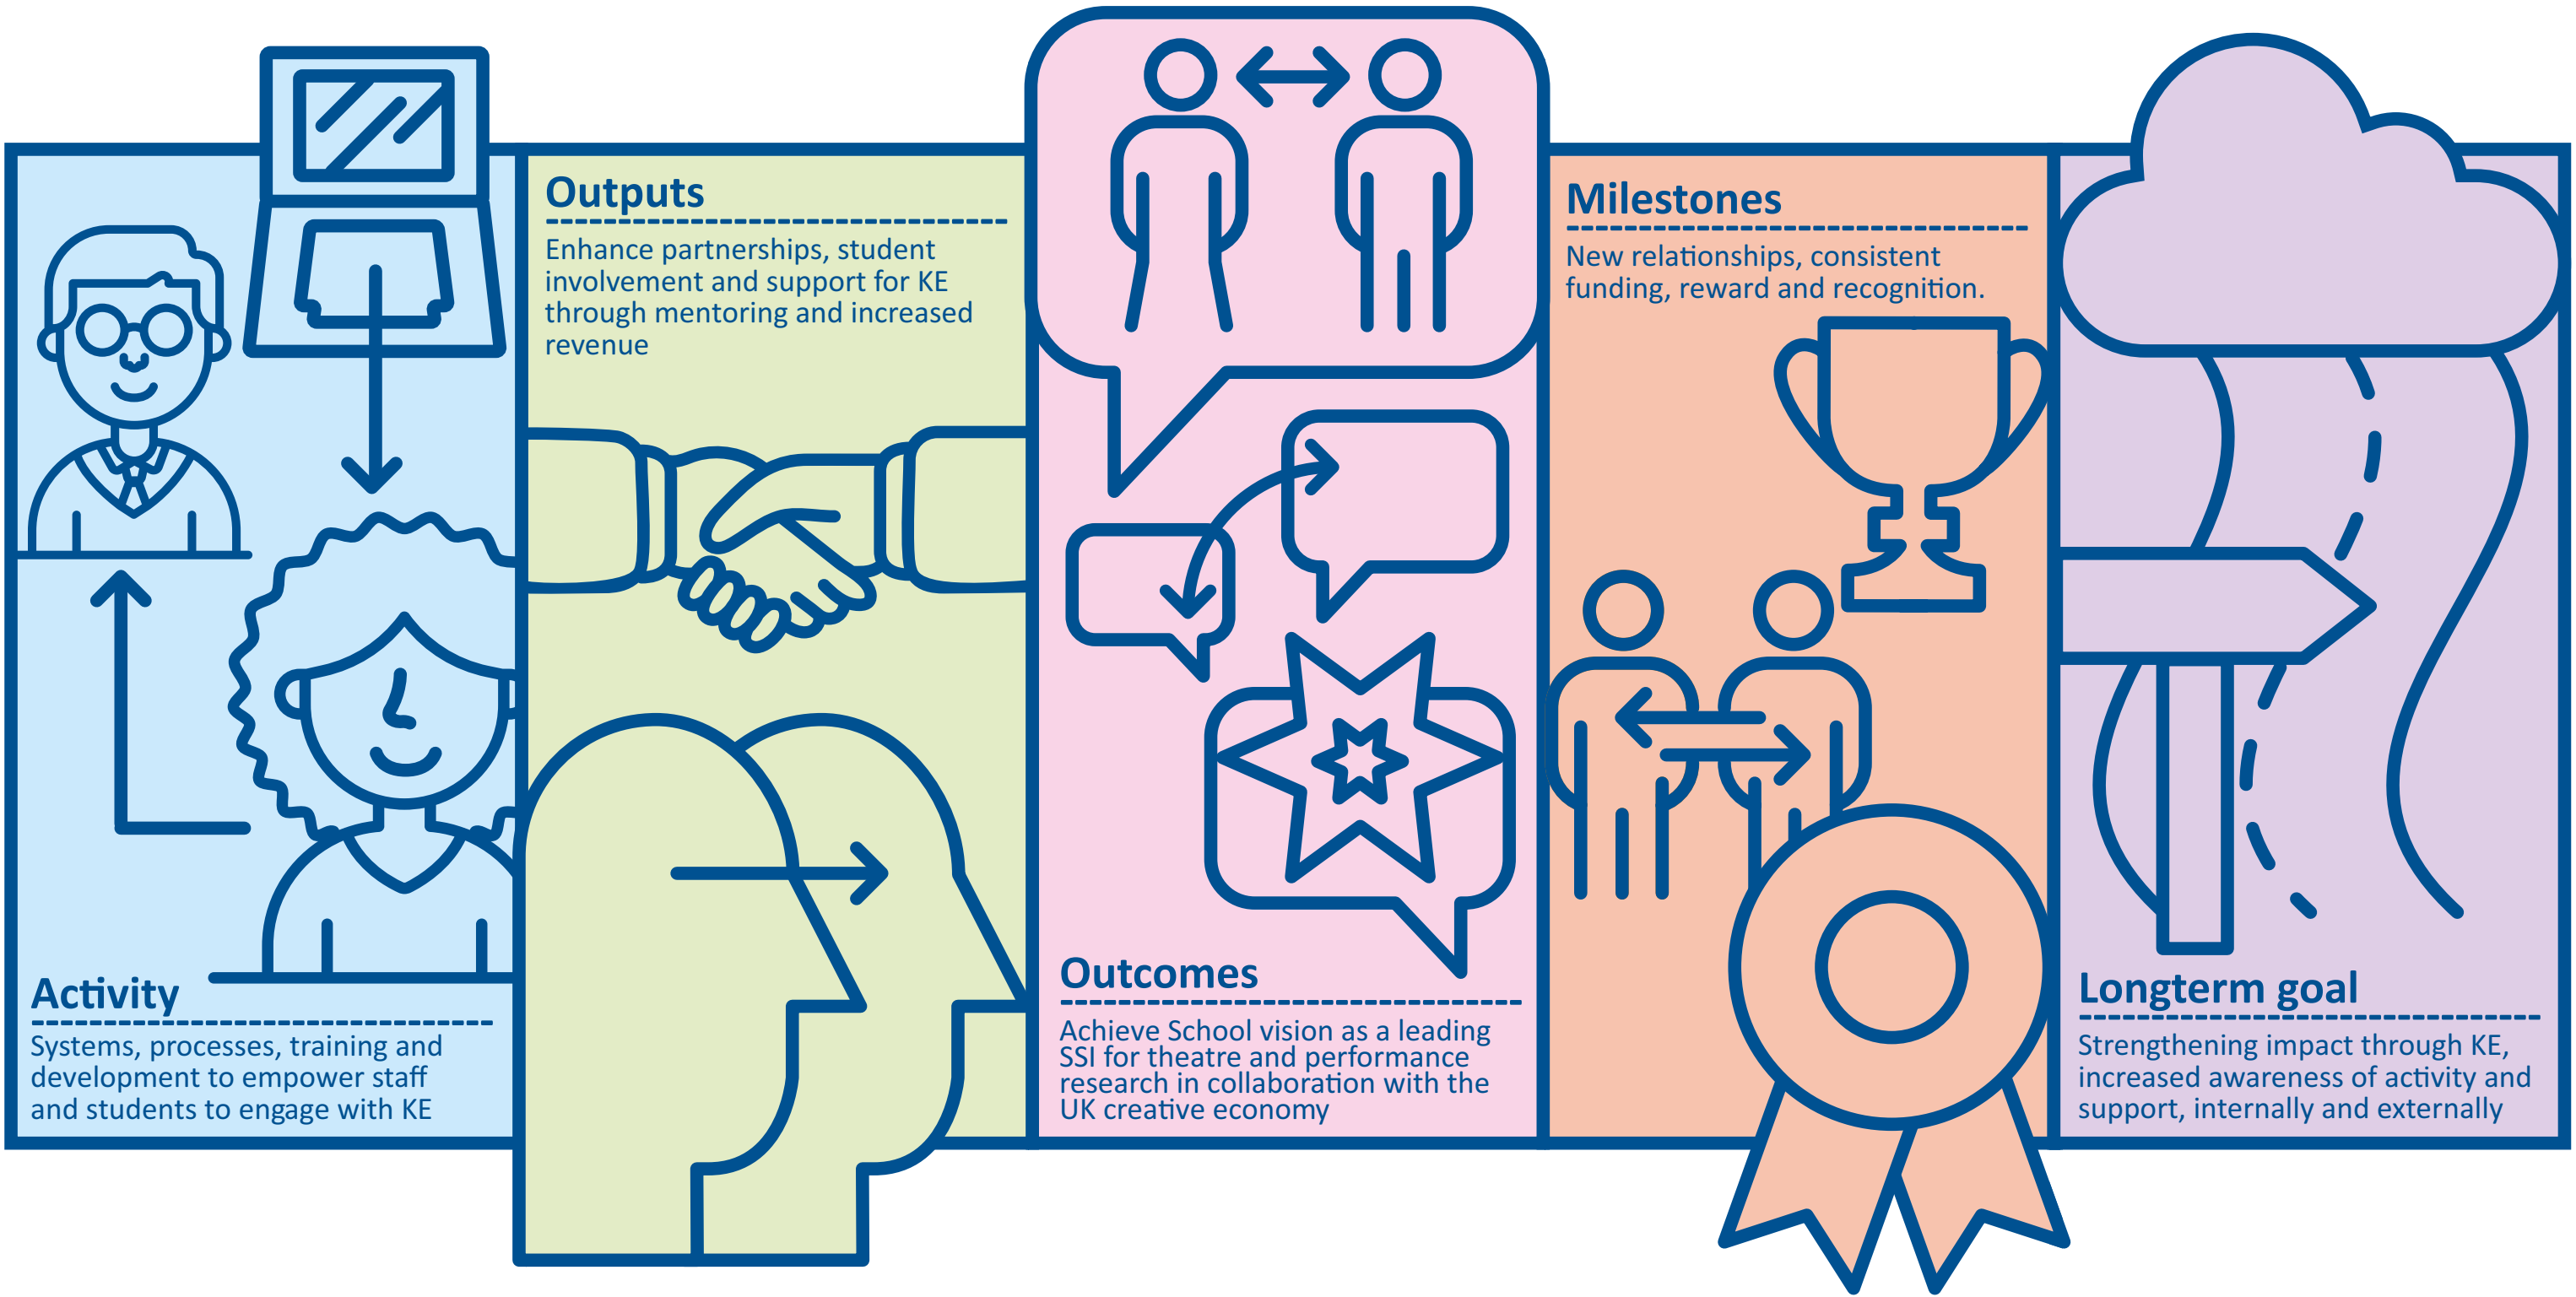 Activity
Systems, processes, training and
development to empower staff
and students to engage with KE
Outputs
Enhance partnerships, student
involvement and support for KE
through mentoring and increased
revenue
Outcomes
Achieve School vision as a leading
SSI for theatre and performance
research in collaboration with the
UK creative economy
Milestones
New relationships, consistent
funding, reward and recognition.
Longterm goal
Strengthening impact through KE,
increased awareness of activity and
support, internally and externally